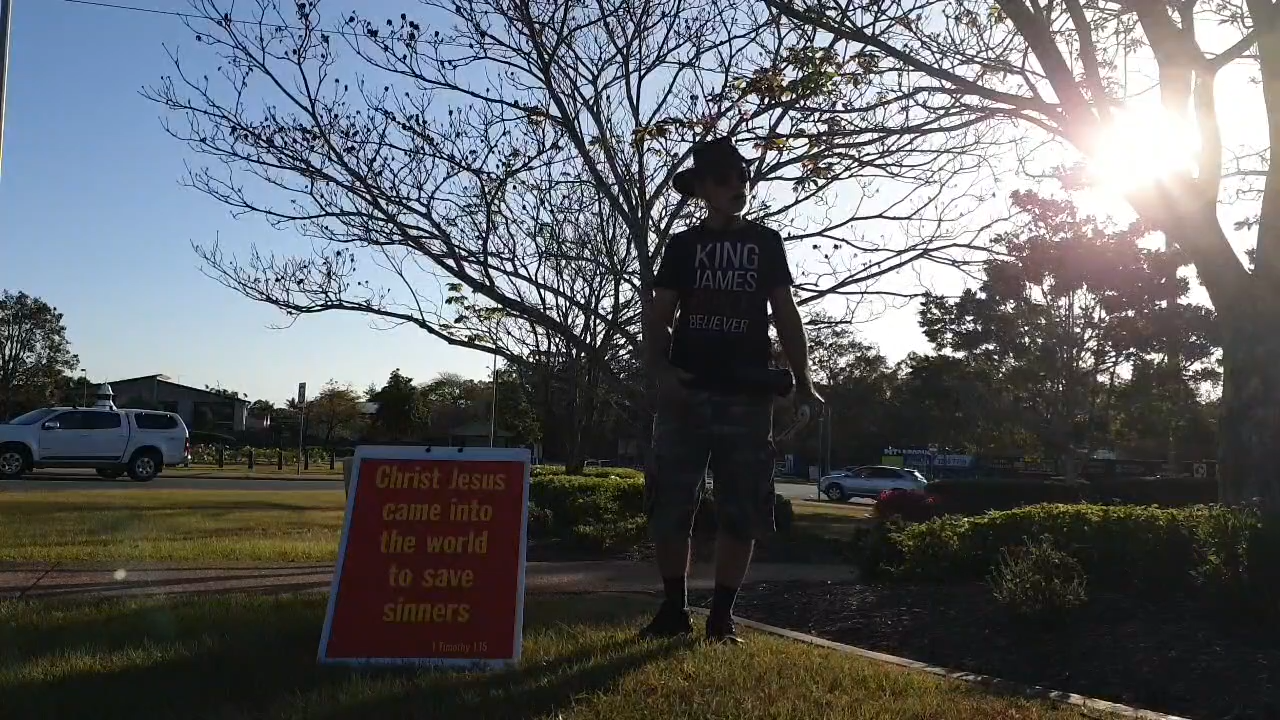 KING
JAMES
BELIEVER
Christ Jesus
came into
the world
to save
sinners
1 Timothy 1:15